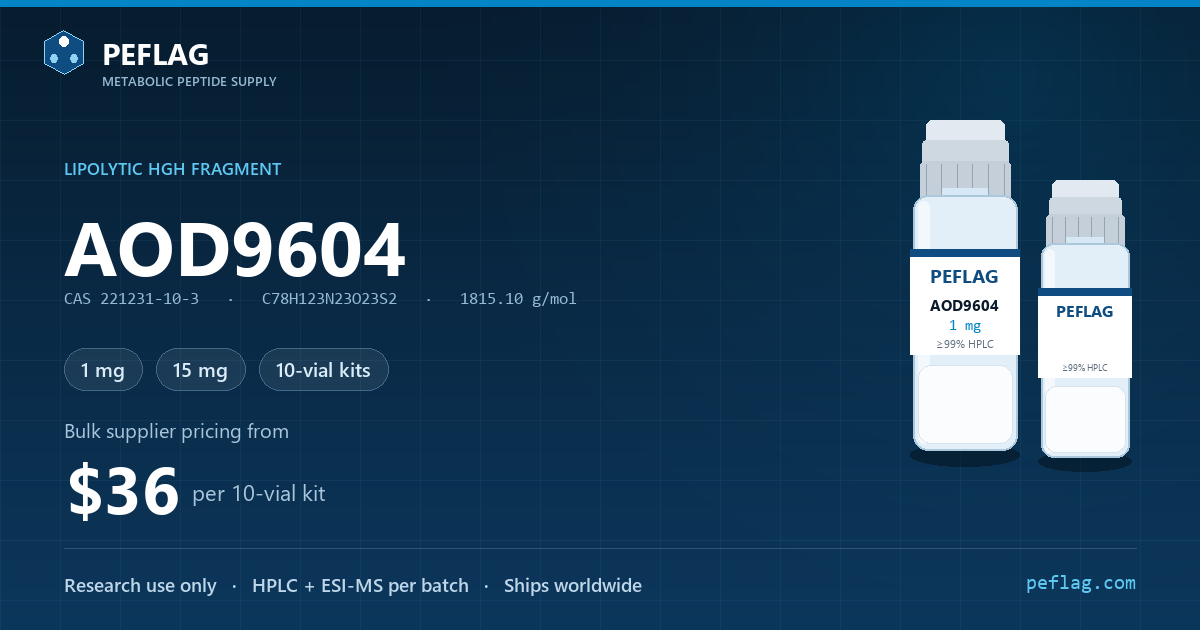 PEFLAG
METABOLIC PEPTIDE SUPPLY
LIPOLYTIC HGH FRAGMENT
AOD9604
CAS 221231-10-3 · C78H123N23O23S2 · 1815.10 g/mol
1 mg 15 mg 10-vial kits
Bulk supplier pricing from
$36 per 10-vial kit
Research use only · HPLC + ESI-MS per batch · Ships worldwide
peflag.com
PEFLAG
AOD9604
1 mg
≥99% HPLC
PEFLAG
≥99% HPLC